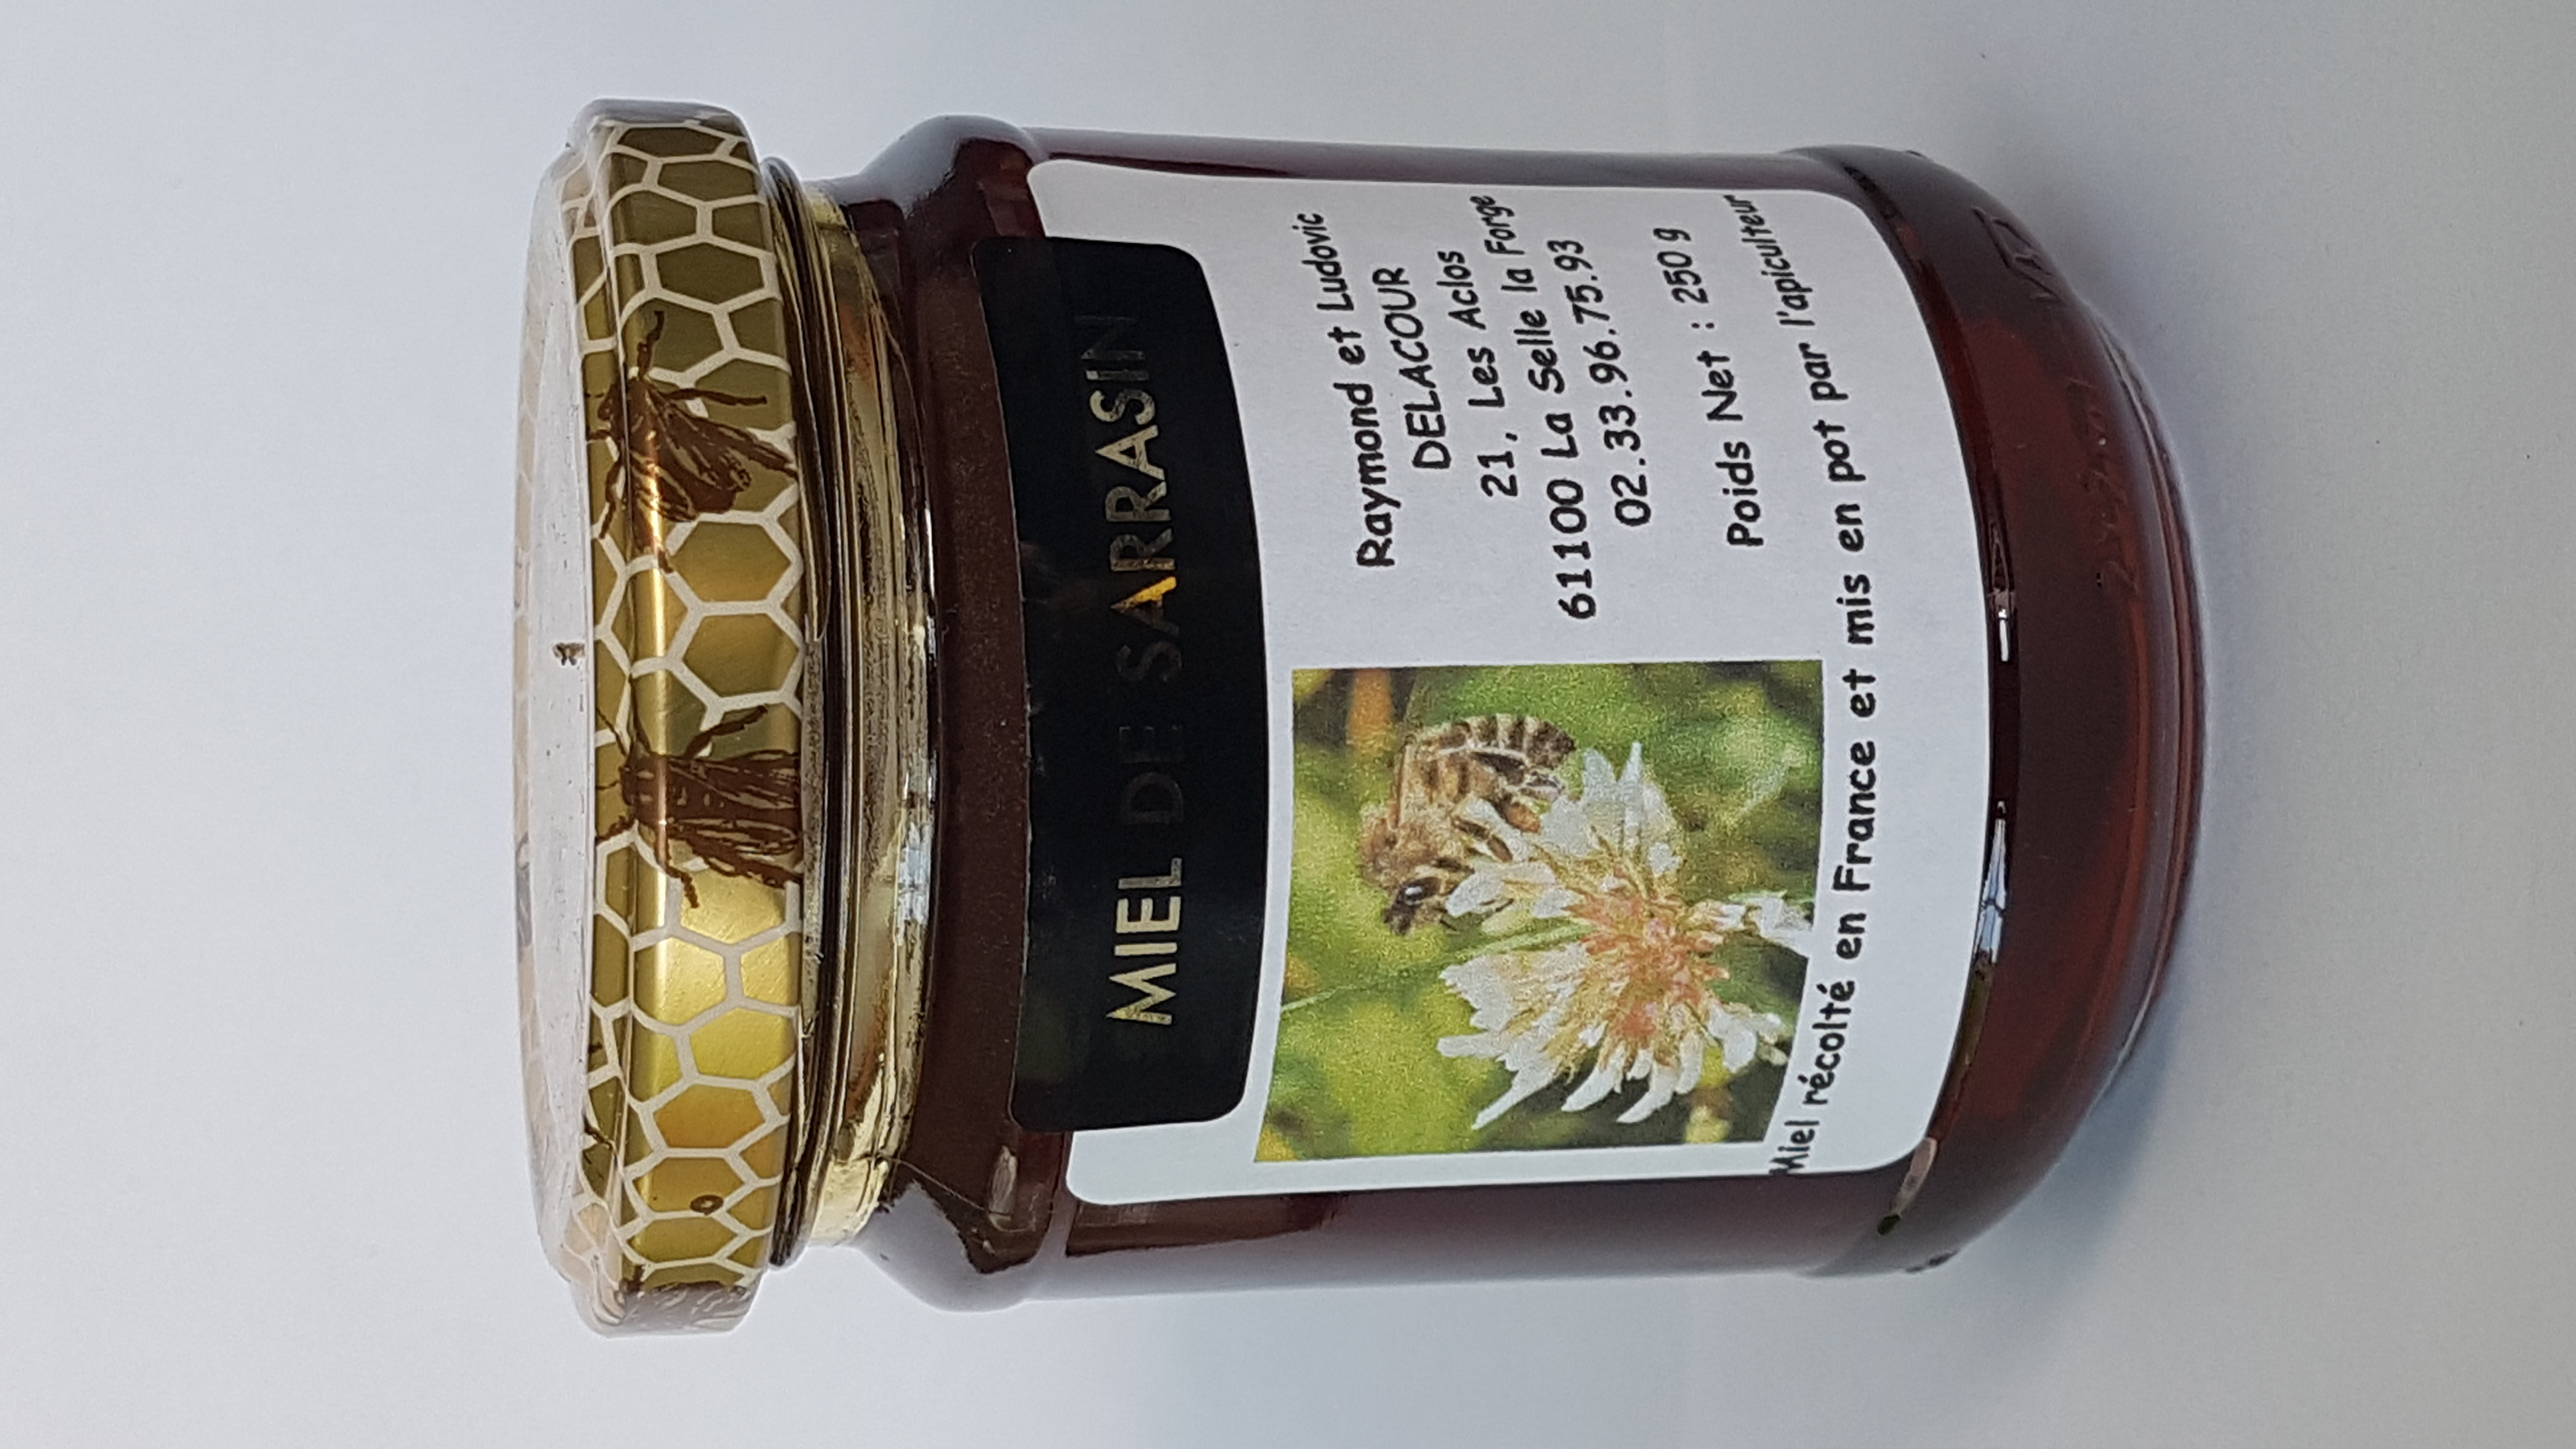 MIEL DE SARRASIN
Raymond et Ludovic
DELACOUR
21, Les Aclos
61100 La Selle la Forge
02.33.96.75.93
Poids Net : 250 g
Miel récolté en France et mis en pot par l'apiculteur